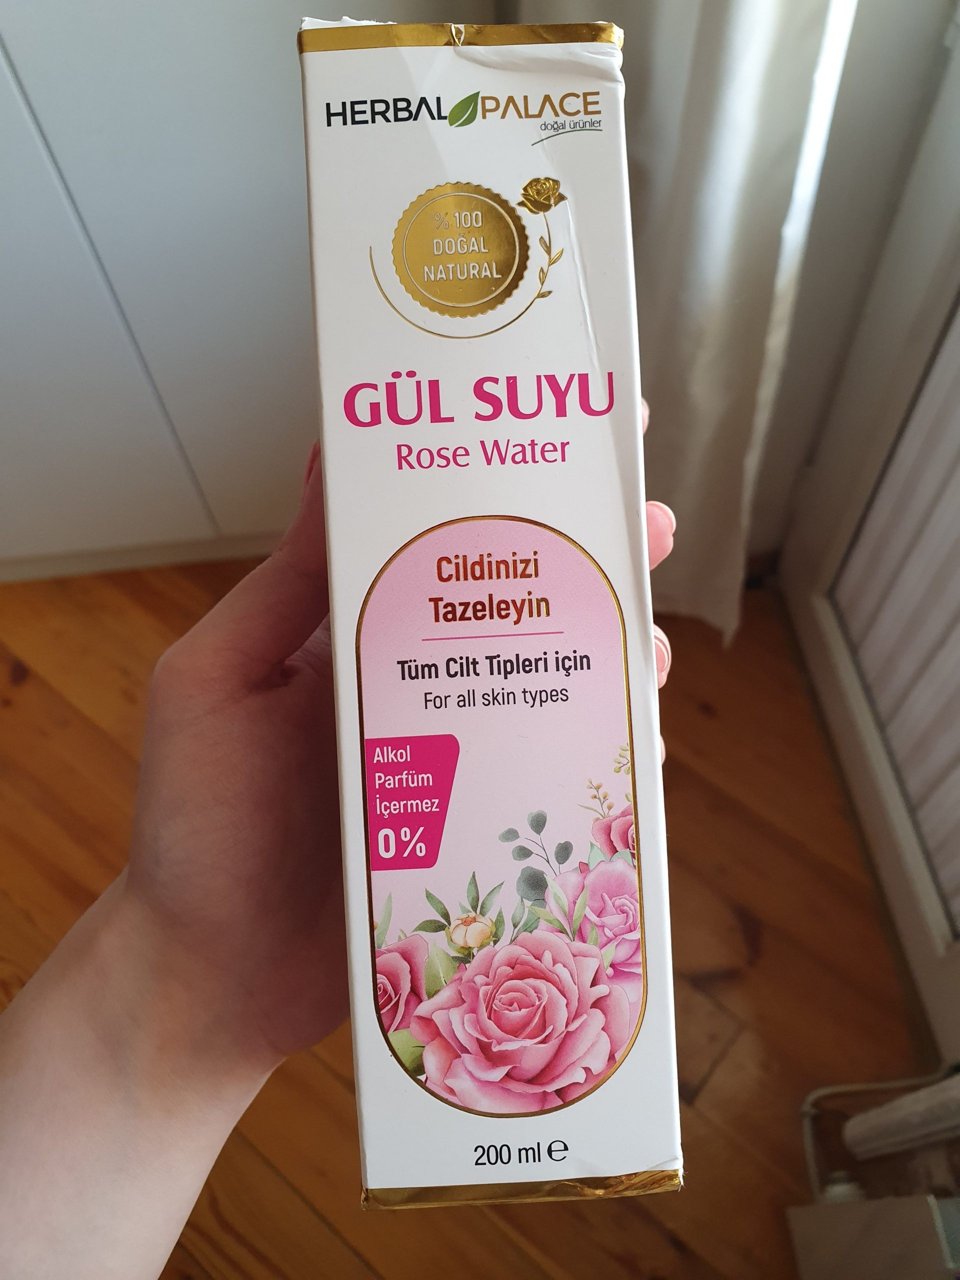 HERBAL PALACE
doğal ürünler
%100
DOĞAL
NATURAL
GÜL SUYU
Rose Water
Cildinizi
Tazeleyin
Tüm Cilt Tipleri için
For all skin types
Alkol
Parfüm
İçermez
0%
200 ml ℮